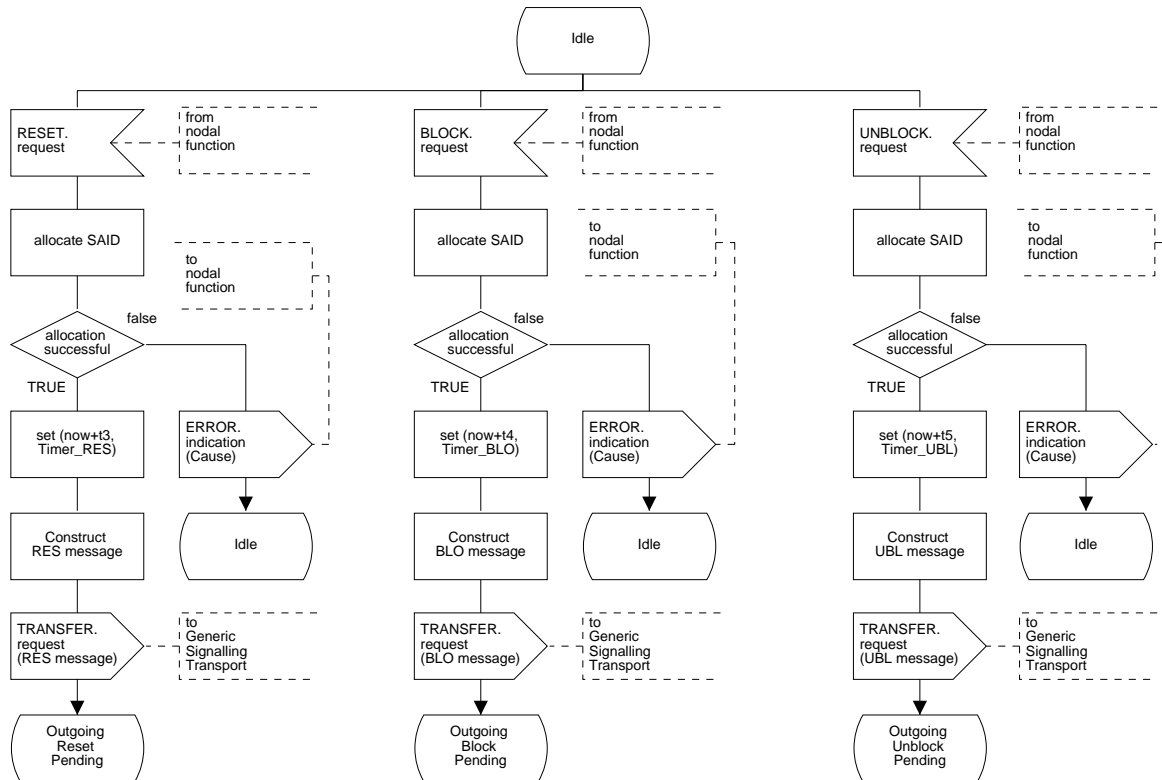 Idle
RESET.
request
from
nodal
function
BLOCK.
request
from
nodal
function
UNBLOCK.
request
from
nodal
function
allocate SAID
to
nodal
function
allocate SAID
to
nodal
function
allocate SAID
to
nodal
function
allocation
successful
false
TRUE
allocation
successful
false
TRUE
allocation
successful
false
TRUE
set (now+t3,
Timer_RES)
ERROR.
indication
(Cause)
set (now+t4,
Timer_BLO)
ERROR.
indication
(Cause)
set (now+t5,
Timer_UBL)
ERROR.
indication
(Cause)
Construct
RES message
Idle
Construct
BLO message
Idle
Construct
UBL message
Idle
TRANSFER.
request
(RES message)
to
Generic
Signalling
Transport
TRANSFER.
request
(BLO message)
to
Generic
Signalling
Transport
TRANSFER.
request
(UBL message)
to
Generic
Signalling
Transport
Outgoing
Reset
Pending
Outgoing
Block
Pending
Outgoing
Unblock
Pending